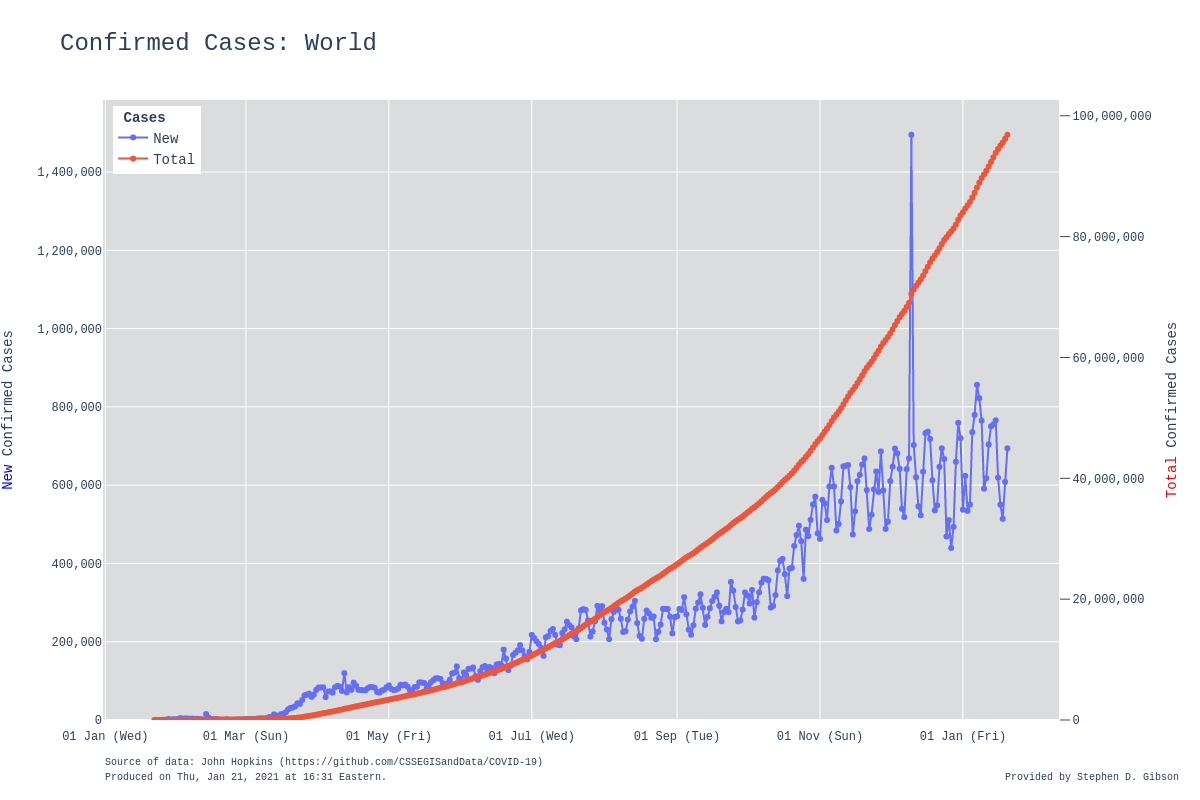 Confirmed Cases: World
Cases
New
Total
1,400,000
1,200,000
1,000,000
800,000
600,000
400,000
200,000
0
100,000,000
80,000,000
60,000,000
40,000,000
20,000,000
0
New Confirmed Cases
Total Confirmed Cases
01 Jan (Wed)
01 Mar (Sun)
01 May (Fri)
01 Jul (Wed)
01 Sep (Tue)
01 Nov (Sun)
01 Jan (Fri)
Source of data: John Hopkins (https://github.com/CSSEGISandData/COVID-19)
Produced on Thu, Jan 21, 2021 at 16:31 Eastern.
Provided by Stephen D. Gibson